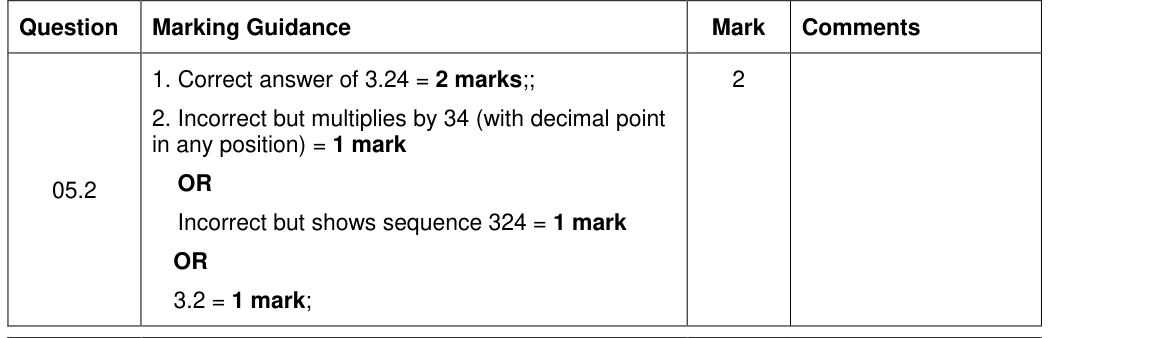 Question Marking Guidance Mark Comments
1. Correct answer of 3.24 = 2 marks;; 2
2. Incorrect but multiplies by 34 (with decimal point
in any position) = 1 mark
OR
05.2
Incorrect but shows sequence 324 = 1 mark
OR
3.2 = 1 mark;